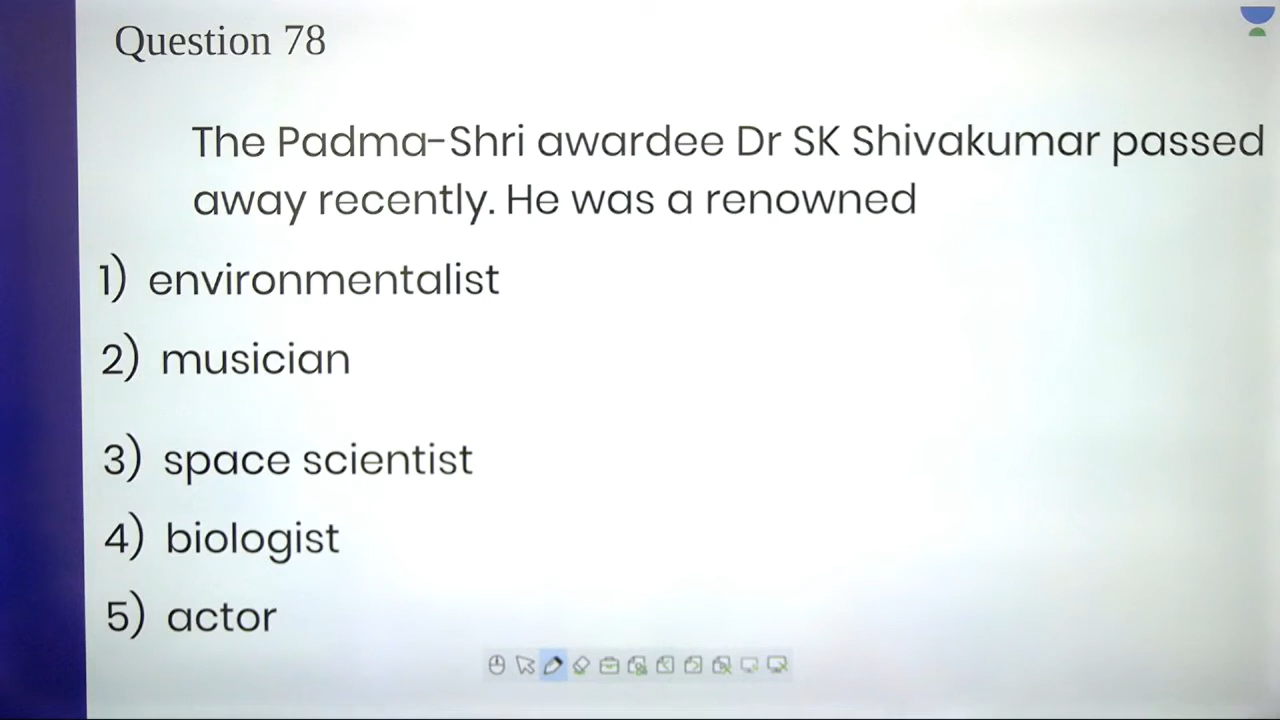 Question 78
The Padma-Shri awardee Dr SK Shivakumar passed
away recently. He was a renowned
1) environmentalist
2) musician
3) space scientist
4) biologist
5) actor